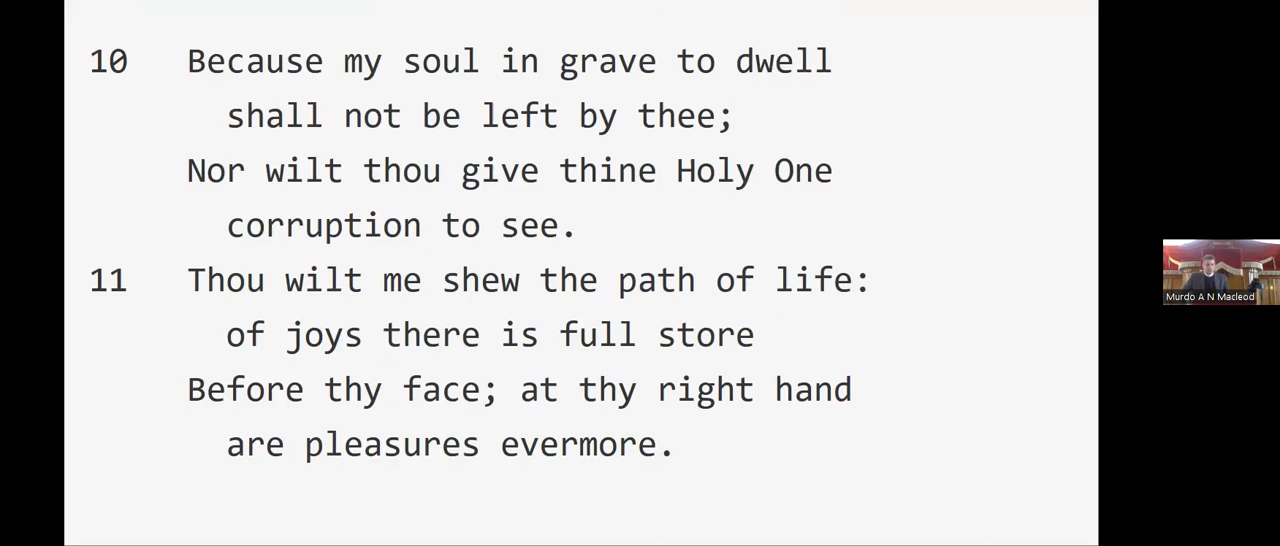 10 Because my soul in grave to dwell
shall not be left by thee;
Nor wilt thou give thine Holy One
corruption to see.
11 Thou wilt me shew the path of life:
of joys there is full store
Before thy face; at thy right hand
are pleasures evermore.
Murdo A N Macleod